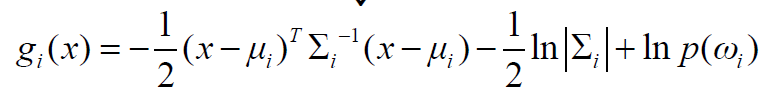 g_i(x) = -\frac{1}{2}(x-\mu_i)^T \Sigma_i^{-1}(x-\mu_i) - \frac{1}{2}\ln|\Sigma_i| + \ln p(\omega_i)